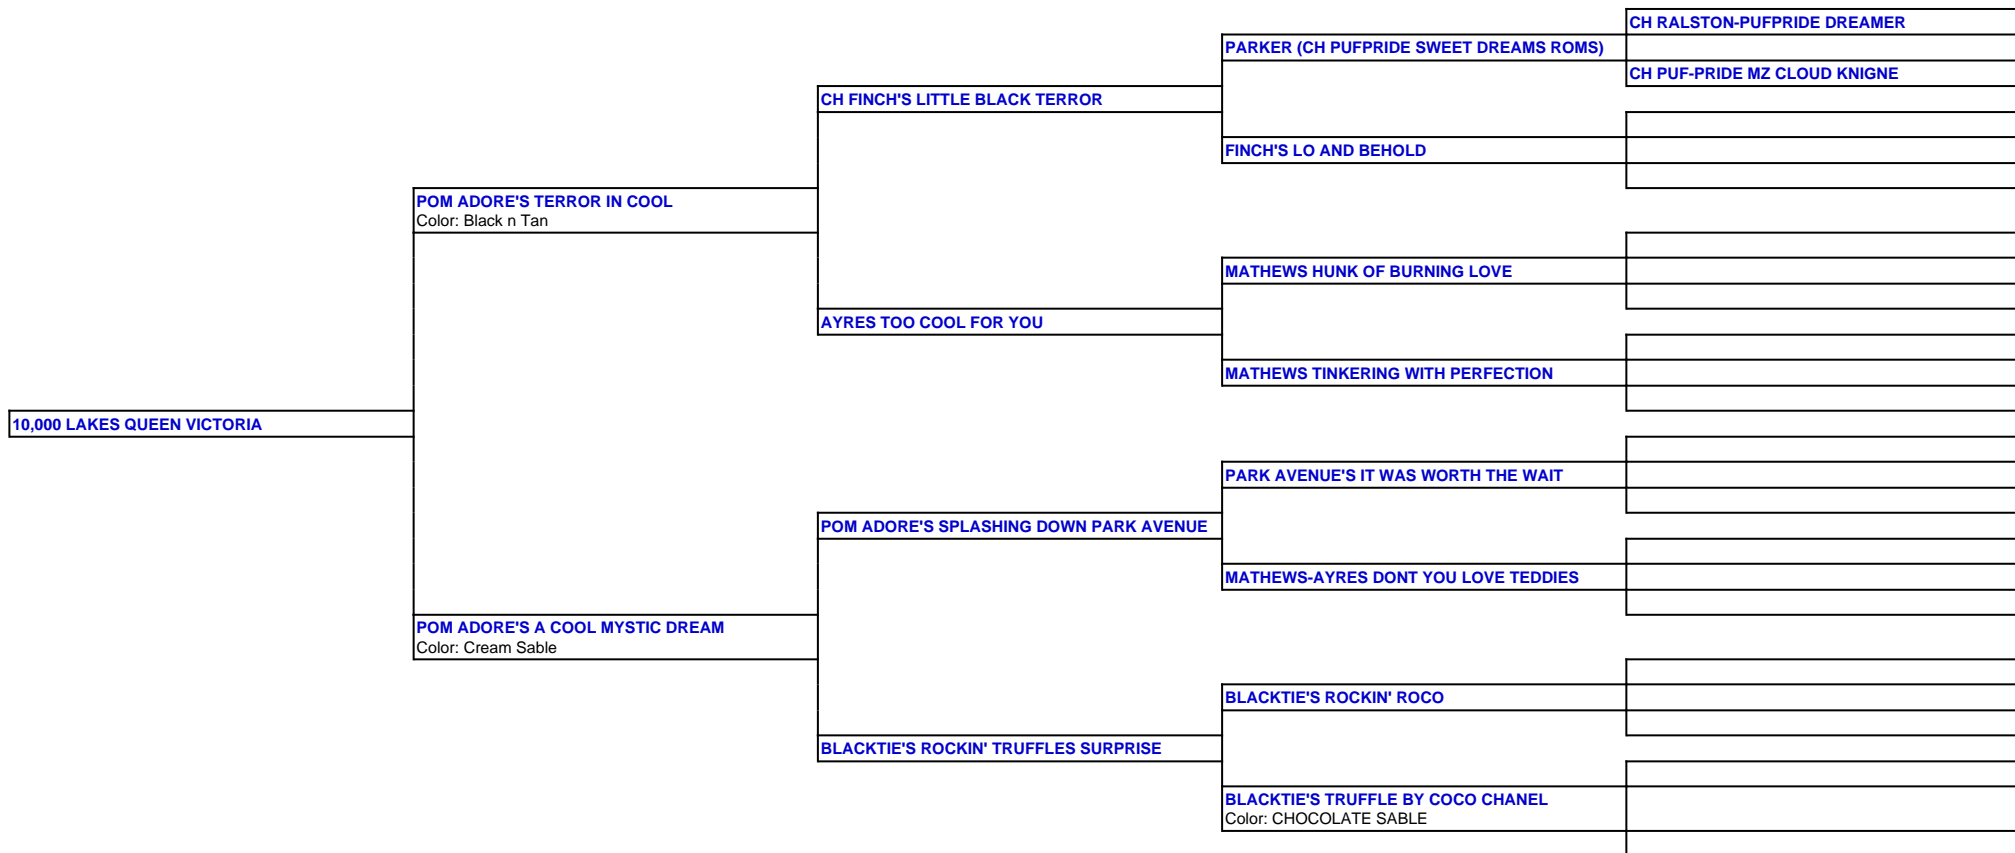 CH RALSTON-PUFPRIDE DREAMER
PARKER (CH PUFPRIDE SWEET DREAMS ROMS)
CH PUF-PRIDE MZ CLOUD KNIGNE
CH FINCH'S LITTLE BLACK TERROR
FINCH'S LO AND BEHOLD
POM ADORE'S TERROR IN COOL
Color: Black n Tan
MATHEWS HUNK OF BURNING LOVE
AYRES TOO COOL FOR YOU
MATHEWS TINKERING WITH PERFECTION
10,000 LAKES QUEEN VICTORIA
PARK AVENUE'S IT WAS WORTH THE WAIT
POM ADORE'S SPLASHING DOWN PARK AVENUE
MATHEWS-AYRES DONT YOU LOVE TEDDIES
POM ADORE'S A COOL MYSTIC DREAM
Color: Cream Sable
BLACKTIE'S ROCKIN' ROCO
BLACKTIE'S ROCKIN' TRUFFLES SURPRISE
BLACKTIE'S TRUFFLE BY COCO CHANEL
Color: CHOCOLATE SABLE